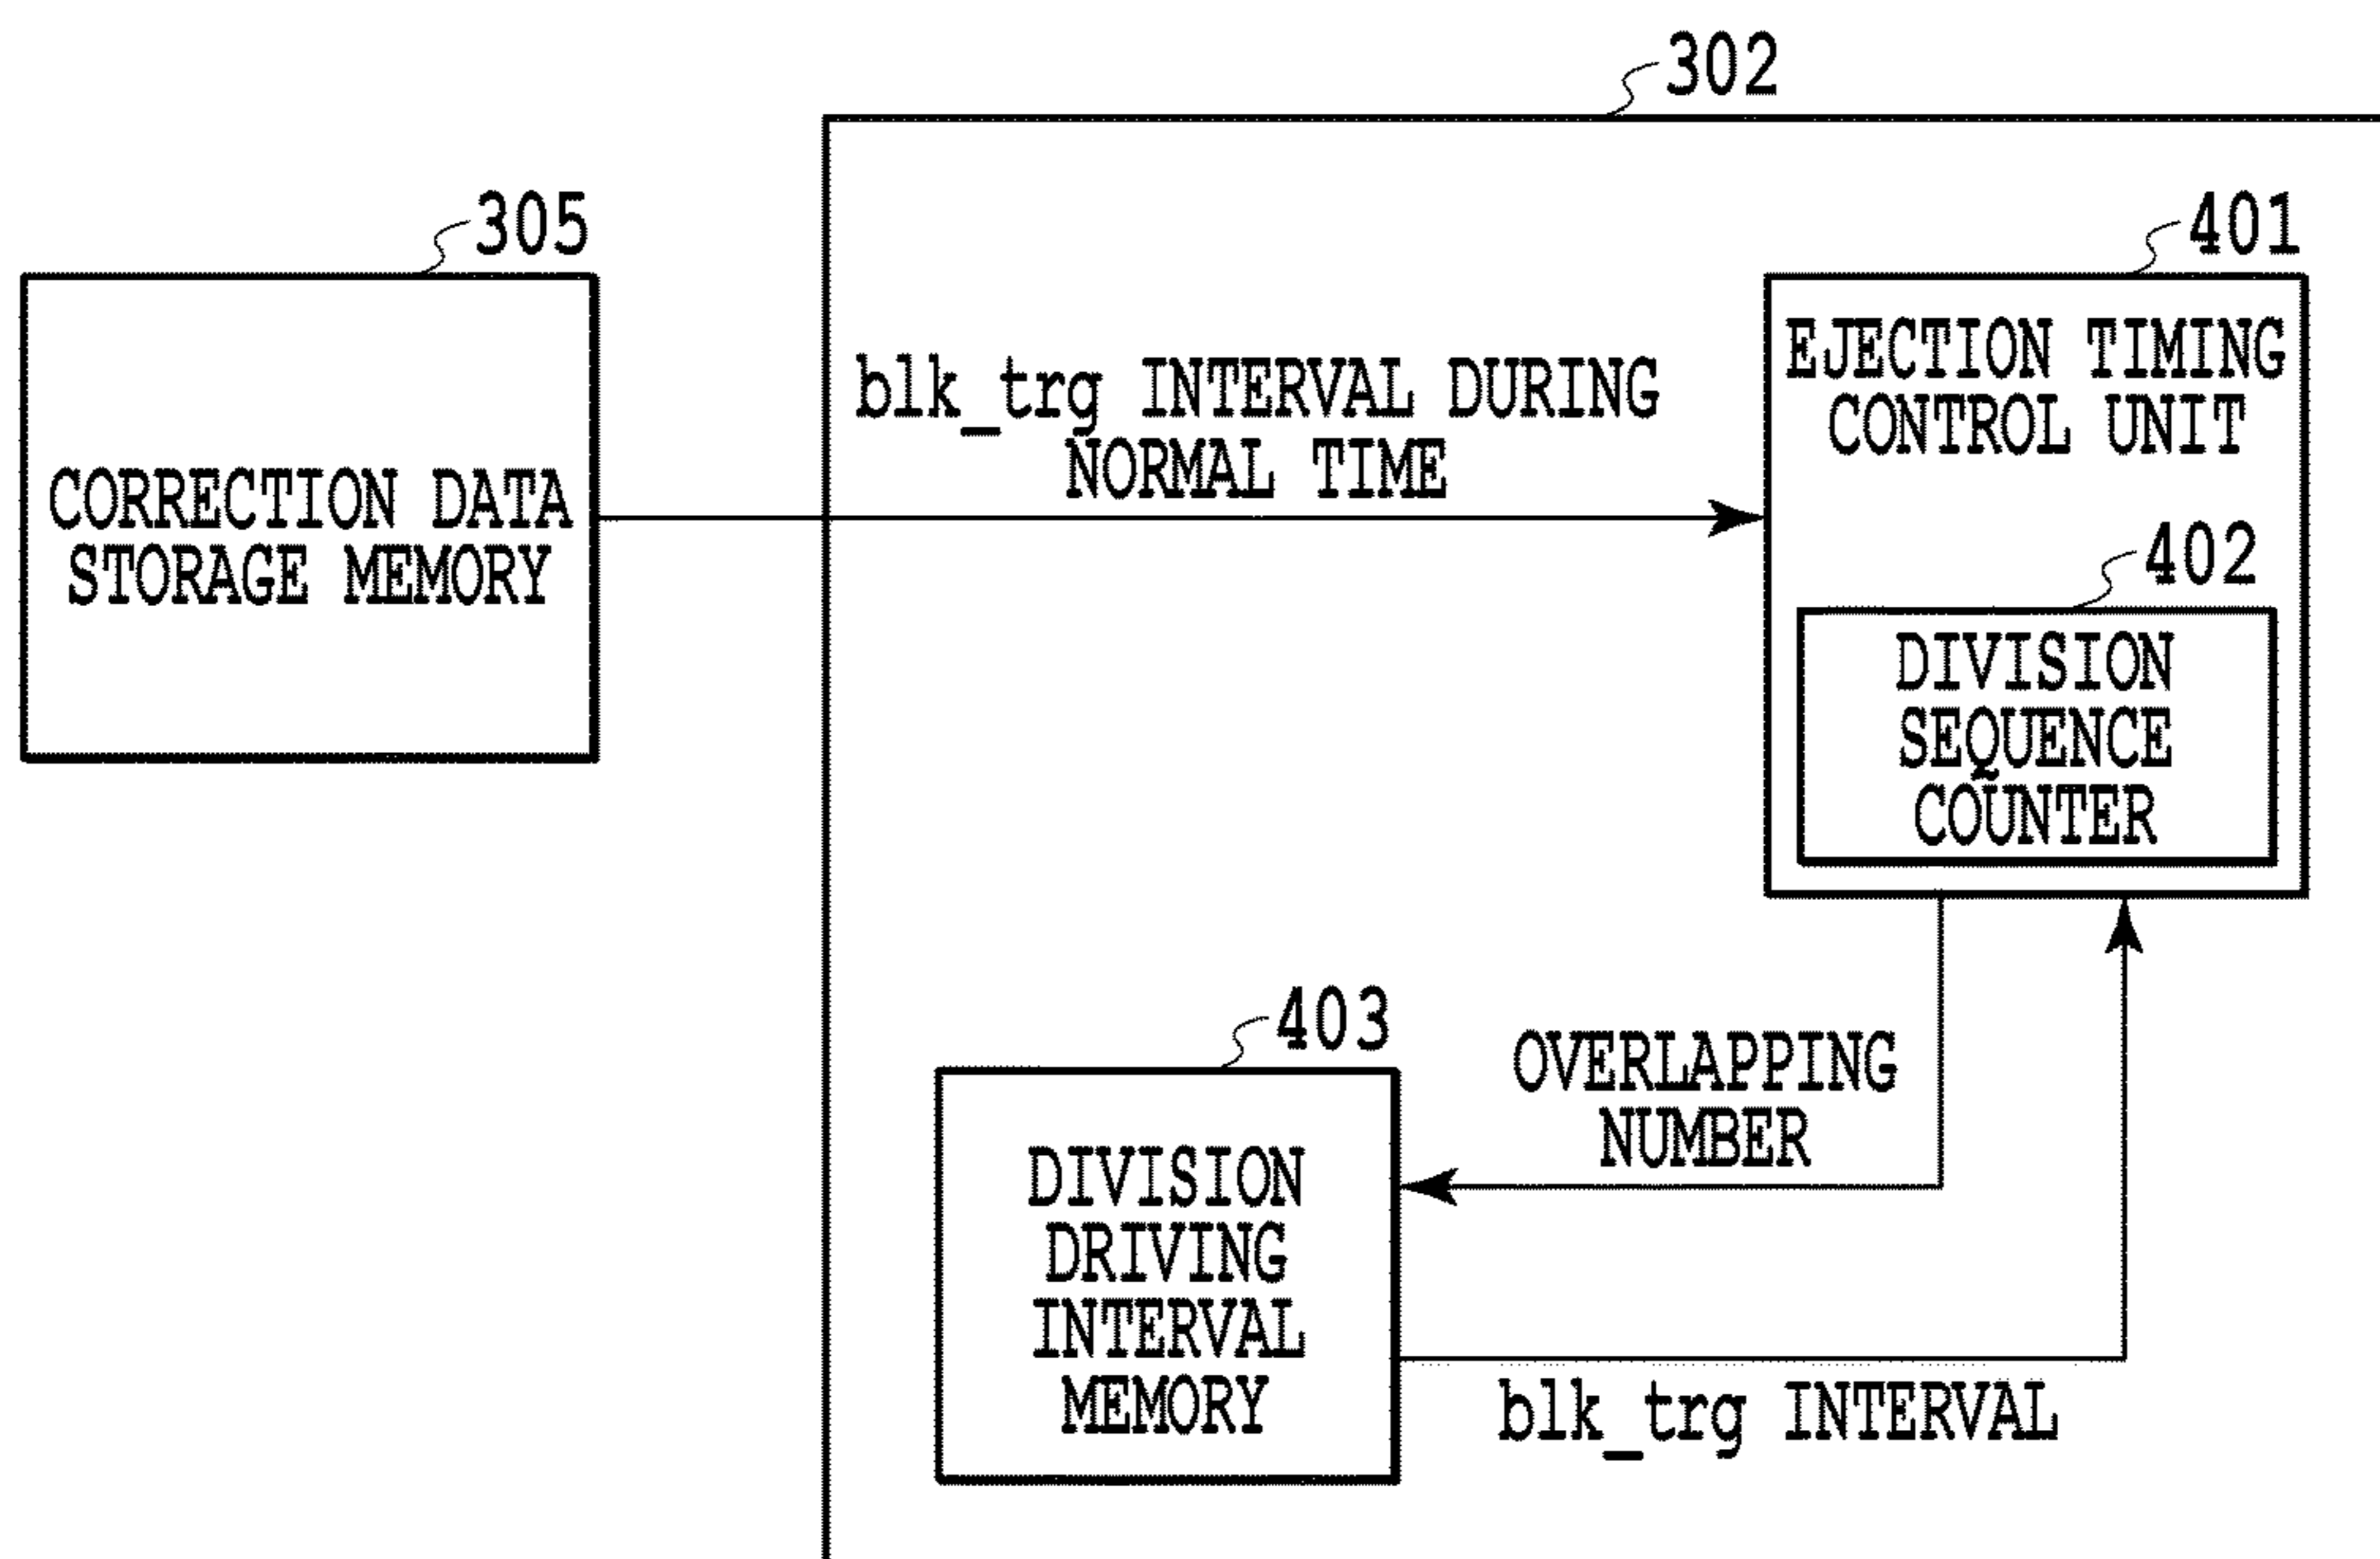 302
305
401
CORRECTION DATA
STORAGE MEMORY
blk_trg INTERVAL DURING
NORMAL TIME
EJECTION TIMING
CONTROL UNIT
402
DIVISION
SEQUENCE
COUNTER
403
DIVISION
DRIVING
INTERVAL
MEMORY
OVERLAPPING
NUMBER
blk_trg INTERVAL